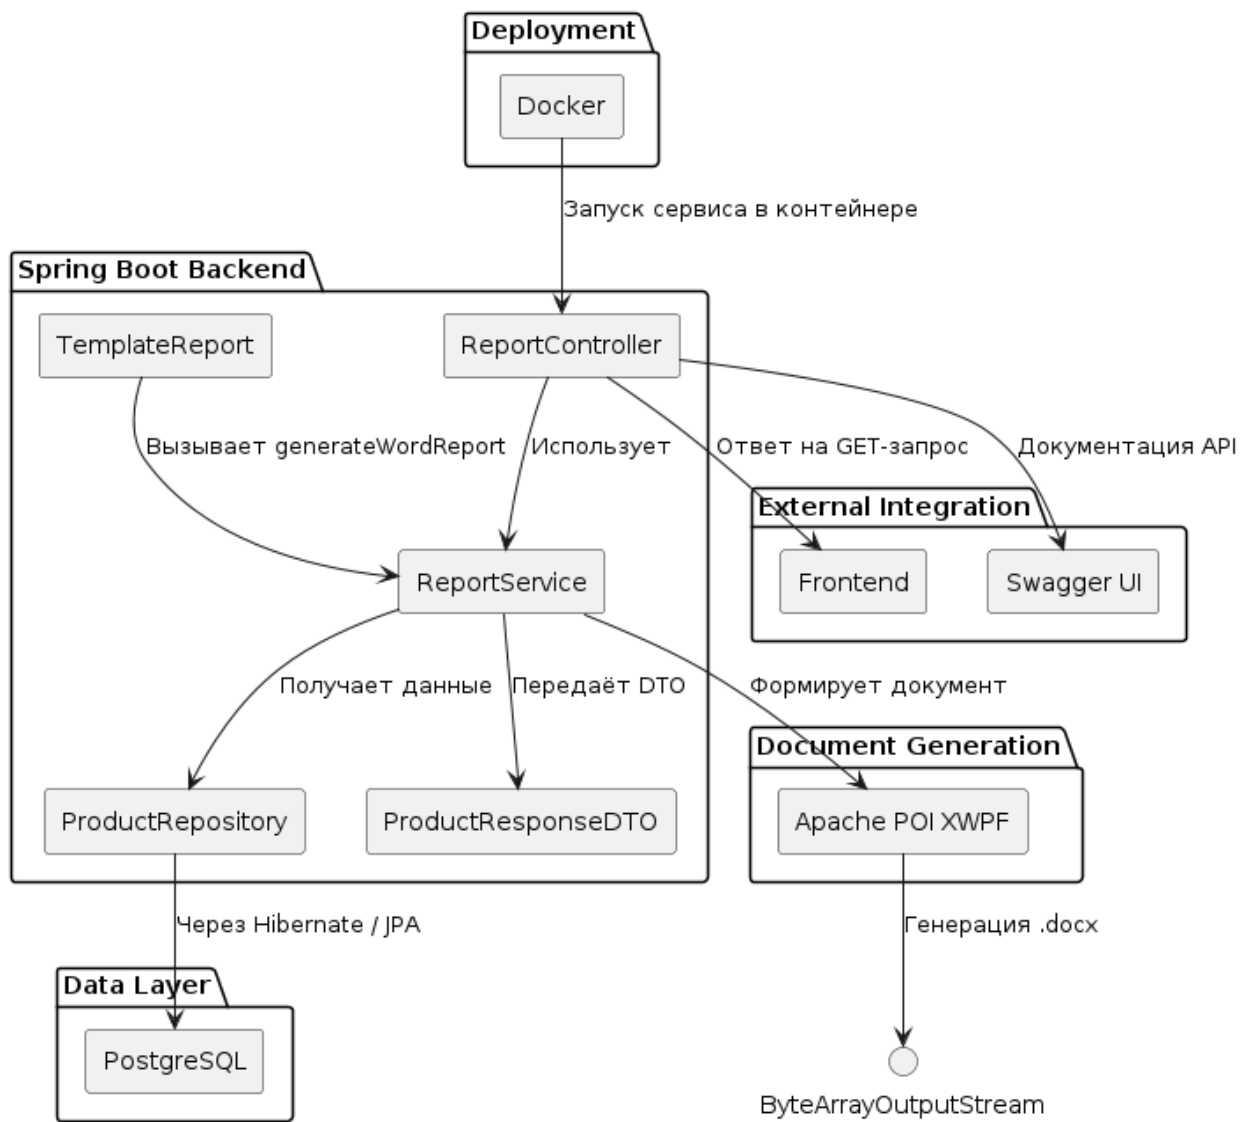 Deployment
Docker
Запуск сервиса в контейнере
Spring Boot Backend
TemplateReport
ReportController
Вызывает generateWordReport
Использует
Ответ на GET-запрос
Документация API
External Integration
ReportService
Frontend
Swagger UI
Получает данные
Передаёт DTO
Формирует документ
Document Generation
ProductRepository
ProductResponseDTO
Apache POI XWPF
Через Hibernate / JPA
Генерация .docx
Data Layer
PostgreSQL
ByteArrayOutputStream